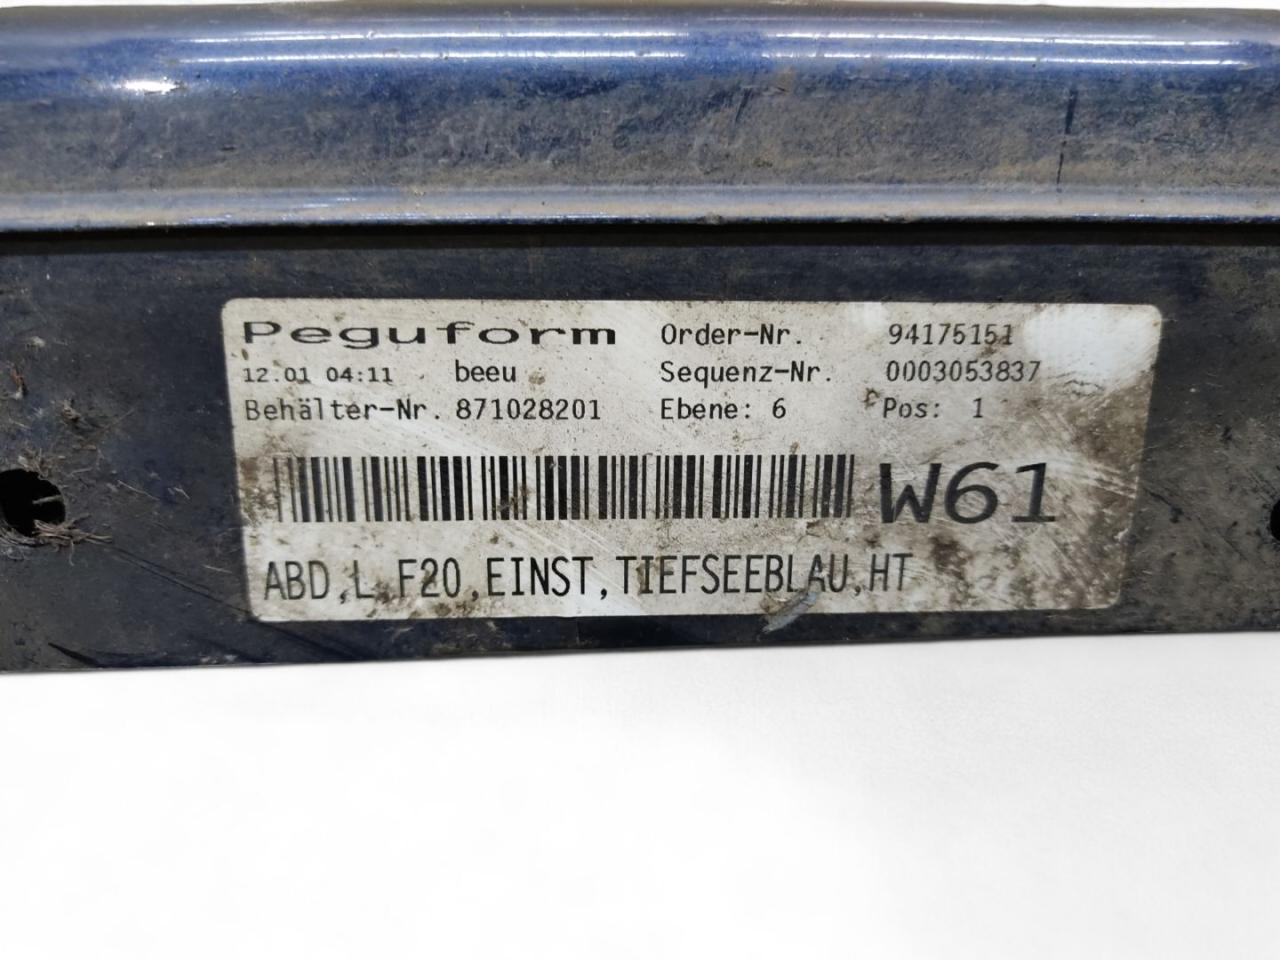 Peguform Order-Nr. 94175151
12.01 04:11 beeu Sequenz-Nr. 0003053837
Behälter-Nr. 871028201 Ebene: 6 Pos: 1
W61
ABD,L,F20,EINST,TIEFSEEBLAU,HT